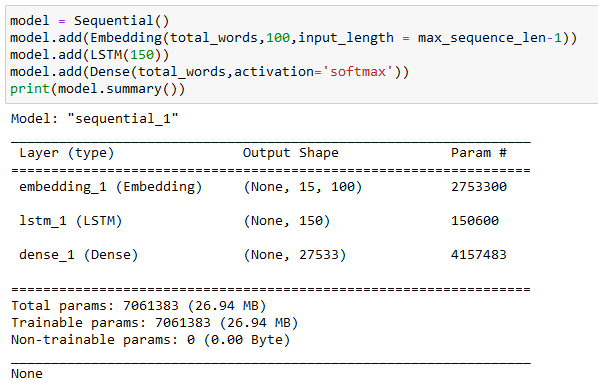 model = Sequential()
model.add(Embedding(total_words,100,input_length = max_sequence_len-1))
model.add(LSTM(150))
model.add(Dense(total_words,activation='softmax'))
print(model.summary())
Model: "sequential_1"
_________________________________________________________________
Layer (type) Output Shape Param #
=================================================================
embedding_1 (Embedding) (None, 15, 100) 2753300
lstm_1 (LSTM) (None, 150) 150600
dense_1 (Dense) (None, 27533) 4157483
=================================================================
Total params: 7061383 (26.94 MB)
Trainable params: 7061383 (26.94 MB)
Non-trainable params: 0 (0.00 Byte)
_________________________________________________________________
None